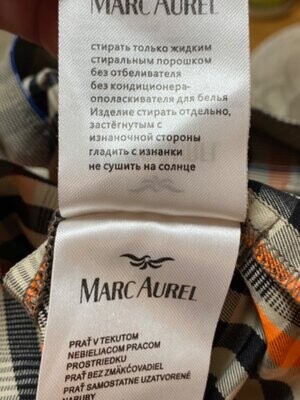 MARC AUREL
стирать только жидким
стиральным порошком
без отбеливателя
без кондиционера-
ополаскивателя для белья
Изделие стирать отдельно,
застёгнутым с
изнаночной стороны
гладить с изнанки
не сушить на солнце
MARC AUREL
PRAŤ V TEKUTOM
NEBIELIACOM PRACOM
PROSTRIEDKU
PRAŤ BEZ ZMÄKČOVADLA
PRAŤ SAMOSTATNE UZATVORENÉ
NARUBY